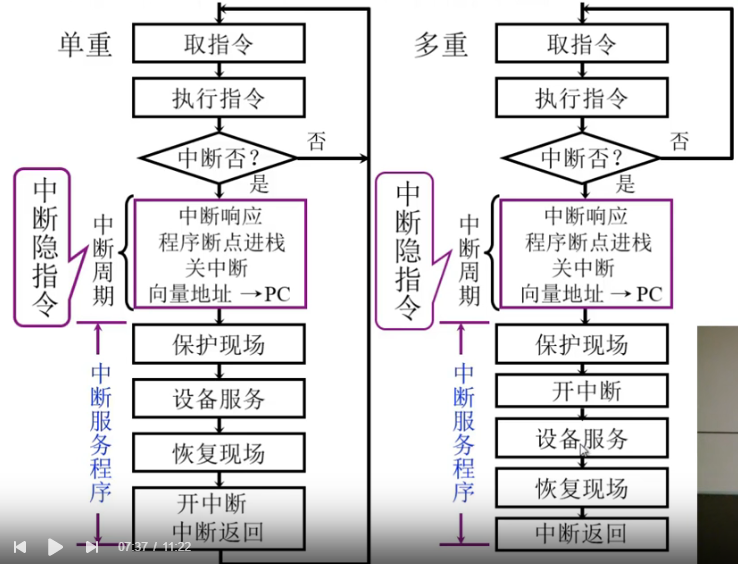 单重
取指令
执行指令
中断否?
否
是
中断隐指令
中断周期
中断响应
程序断点进栈
关中断
向量地址 →PC
保护现场
中断服务程序
设备服务
恢复现场
开中断
中断返回
多重
取指令
执行指令
中断否?
否
是
中断隐指令
中断周期
中断响应
程序断点进栈
关中断
向量地址 →PC
保护现场
中断服务程序
开中断
设备服务
恢复现场
中断返回
07:37 / 11:22